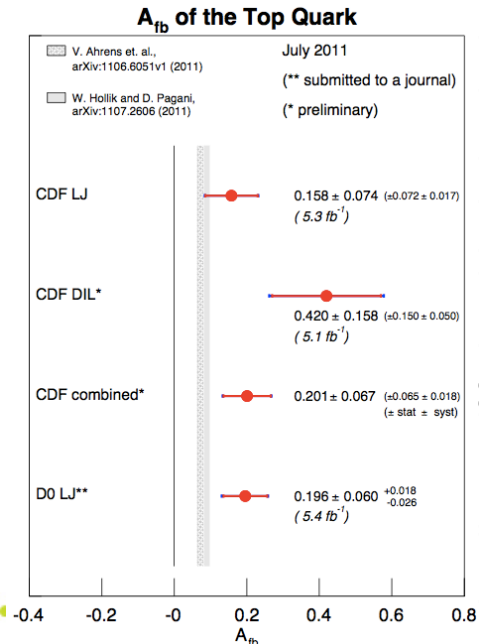 A_fb of the Top Quark
V. Ahrens et. al.,
arXiv:1106.6051v1 (2011)
W. Hollik and D. Pagani,
arXiv:1107.2606 (2011)
July 2011
(** submitted to a journal)
(* preliminary)
CDF LJ
0.158 ± 0.074 (±0.072 ± 0.017)
( 5.3 fb^-1)
CDF DIL*
0.420 ± 0.158 (±0.150 ± 0.050)
( 5.1 fb^-1)
CDF combined*
0.201 ± 0.067 (±0.065 ± 0.018)
(± stat ± syst)
D0 LJ**
0.196 ± 0.060 +0.018
-0.026
( 5.4 fb^-1)
-0.4 -0.2 -0 0.2 0.4 0.6 0.8
A_fb